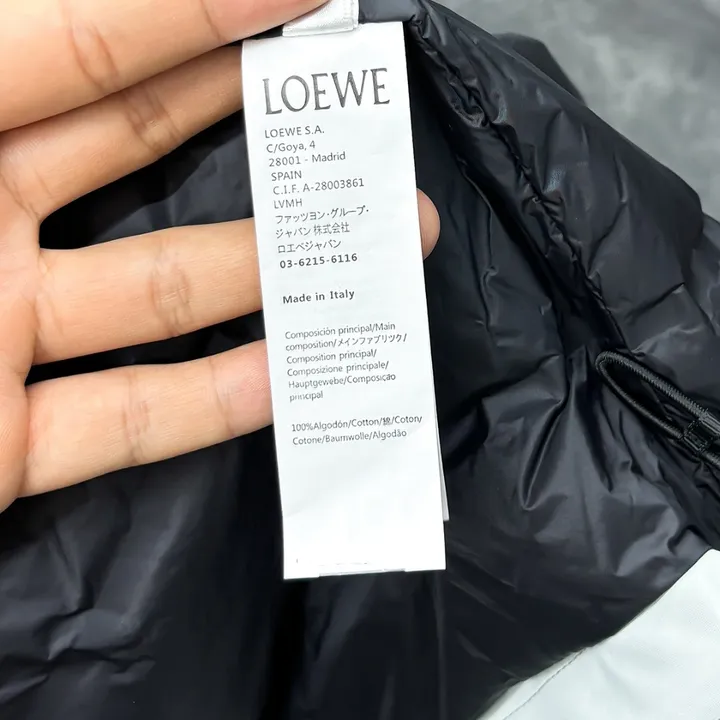 LOEWE
LOEWE S.A.
C/Goya, 4
28001 - Madrid
SPAIN
C.I.F. A-28003861
LVMH
ファッツヨン・グループ・
ジャパン 株式会社
ロエベジャパン
03-6215-6116
Made in Italy
Composición principal/Main
composition/メインファブリック/
Composition principal/
Composizione principale/
Hauptgewebe/Composição
principal
100%Algodón/Cotton/綿/Cotory
Cotone/Baumwolle/Algodão